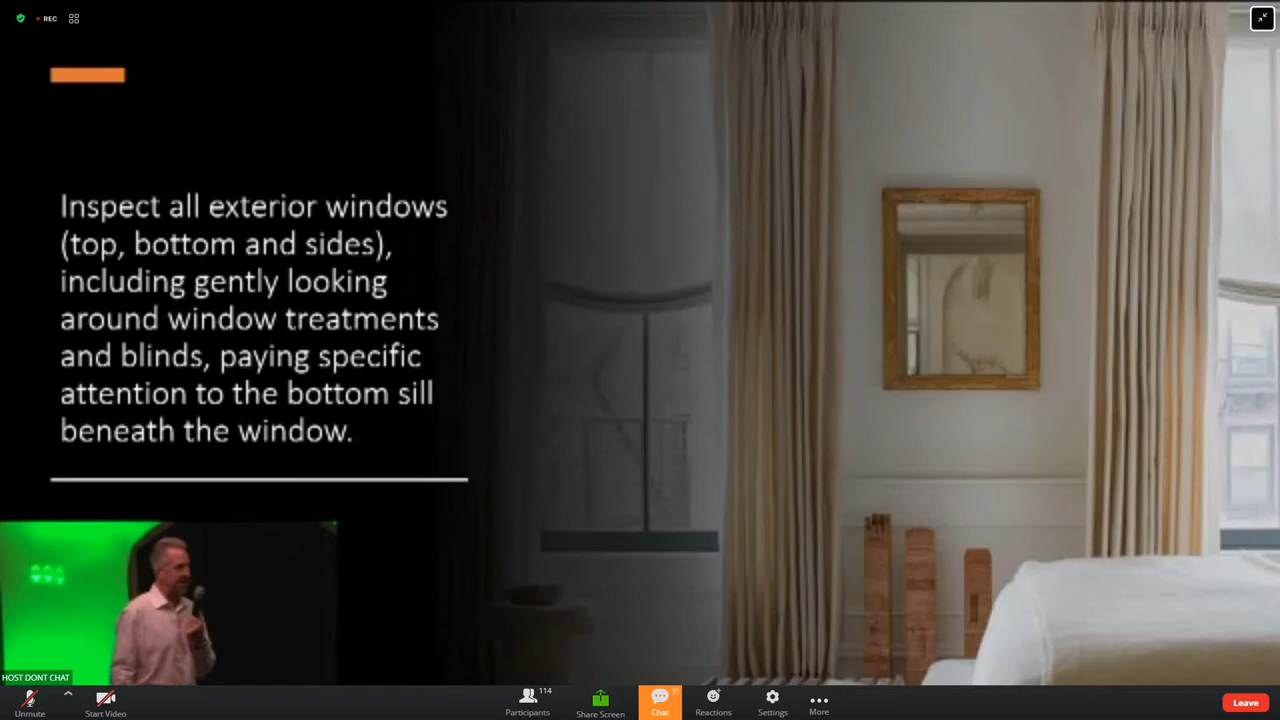 REC
Inspect all exterior windows
(top, bottom and sides),
including gently looking
around window treatments
and blinds, paying specific
attention to the bottom sill
beneath the window.
HOST DONT CHAT
Unmute
Start Video
114
Participants
Share Screen
31
Chat
Reactions
Settings
More
Leave